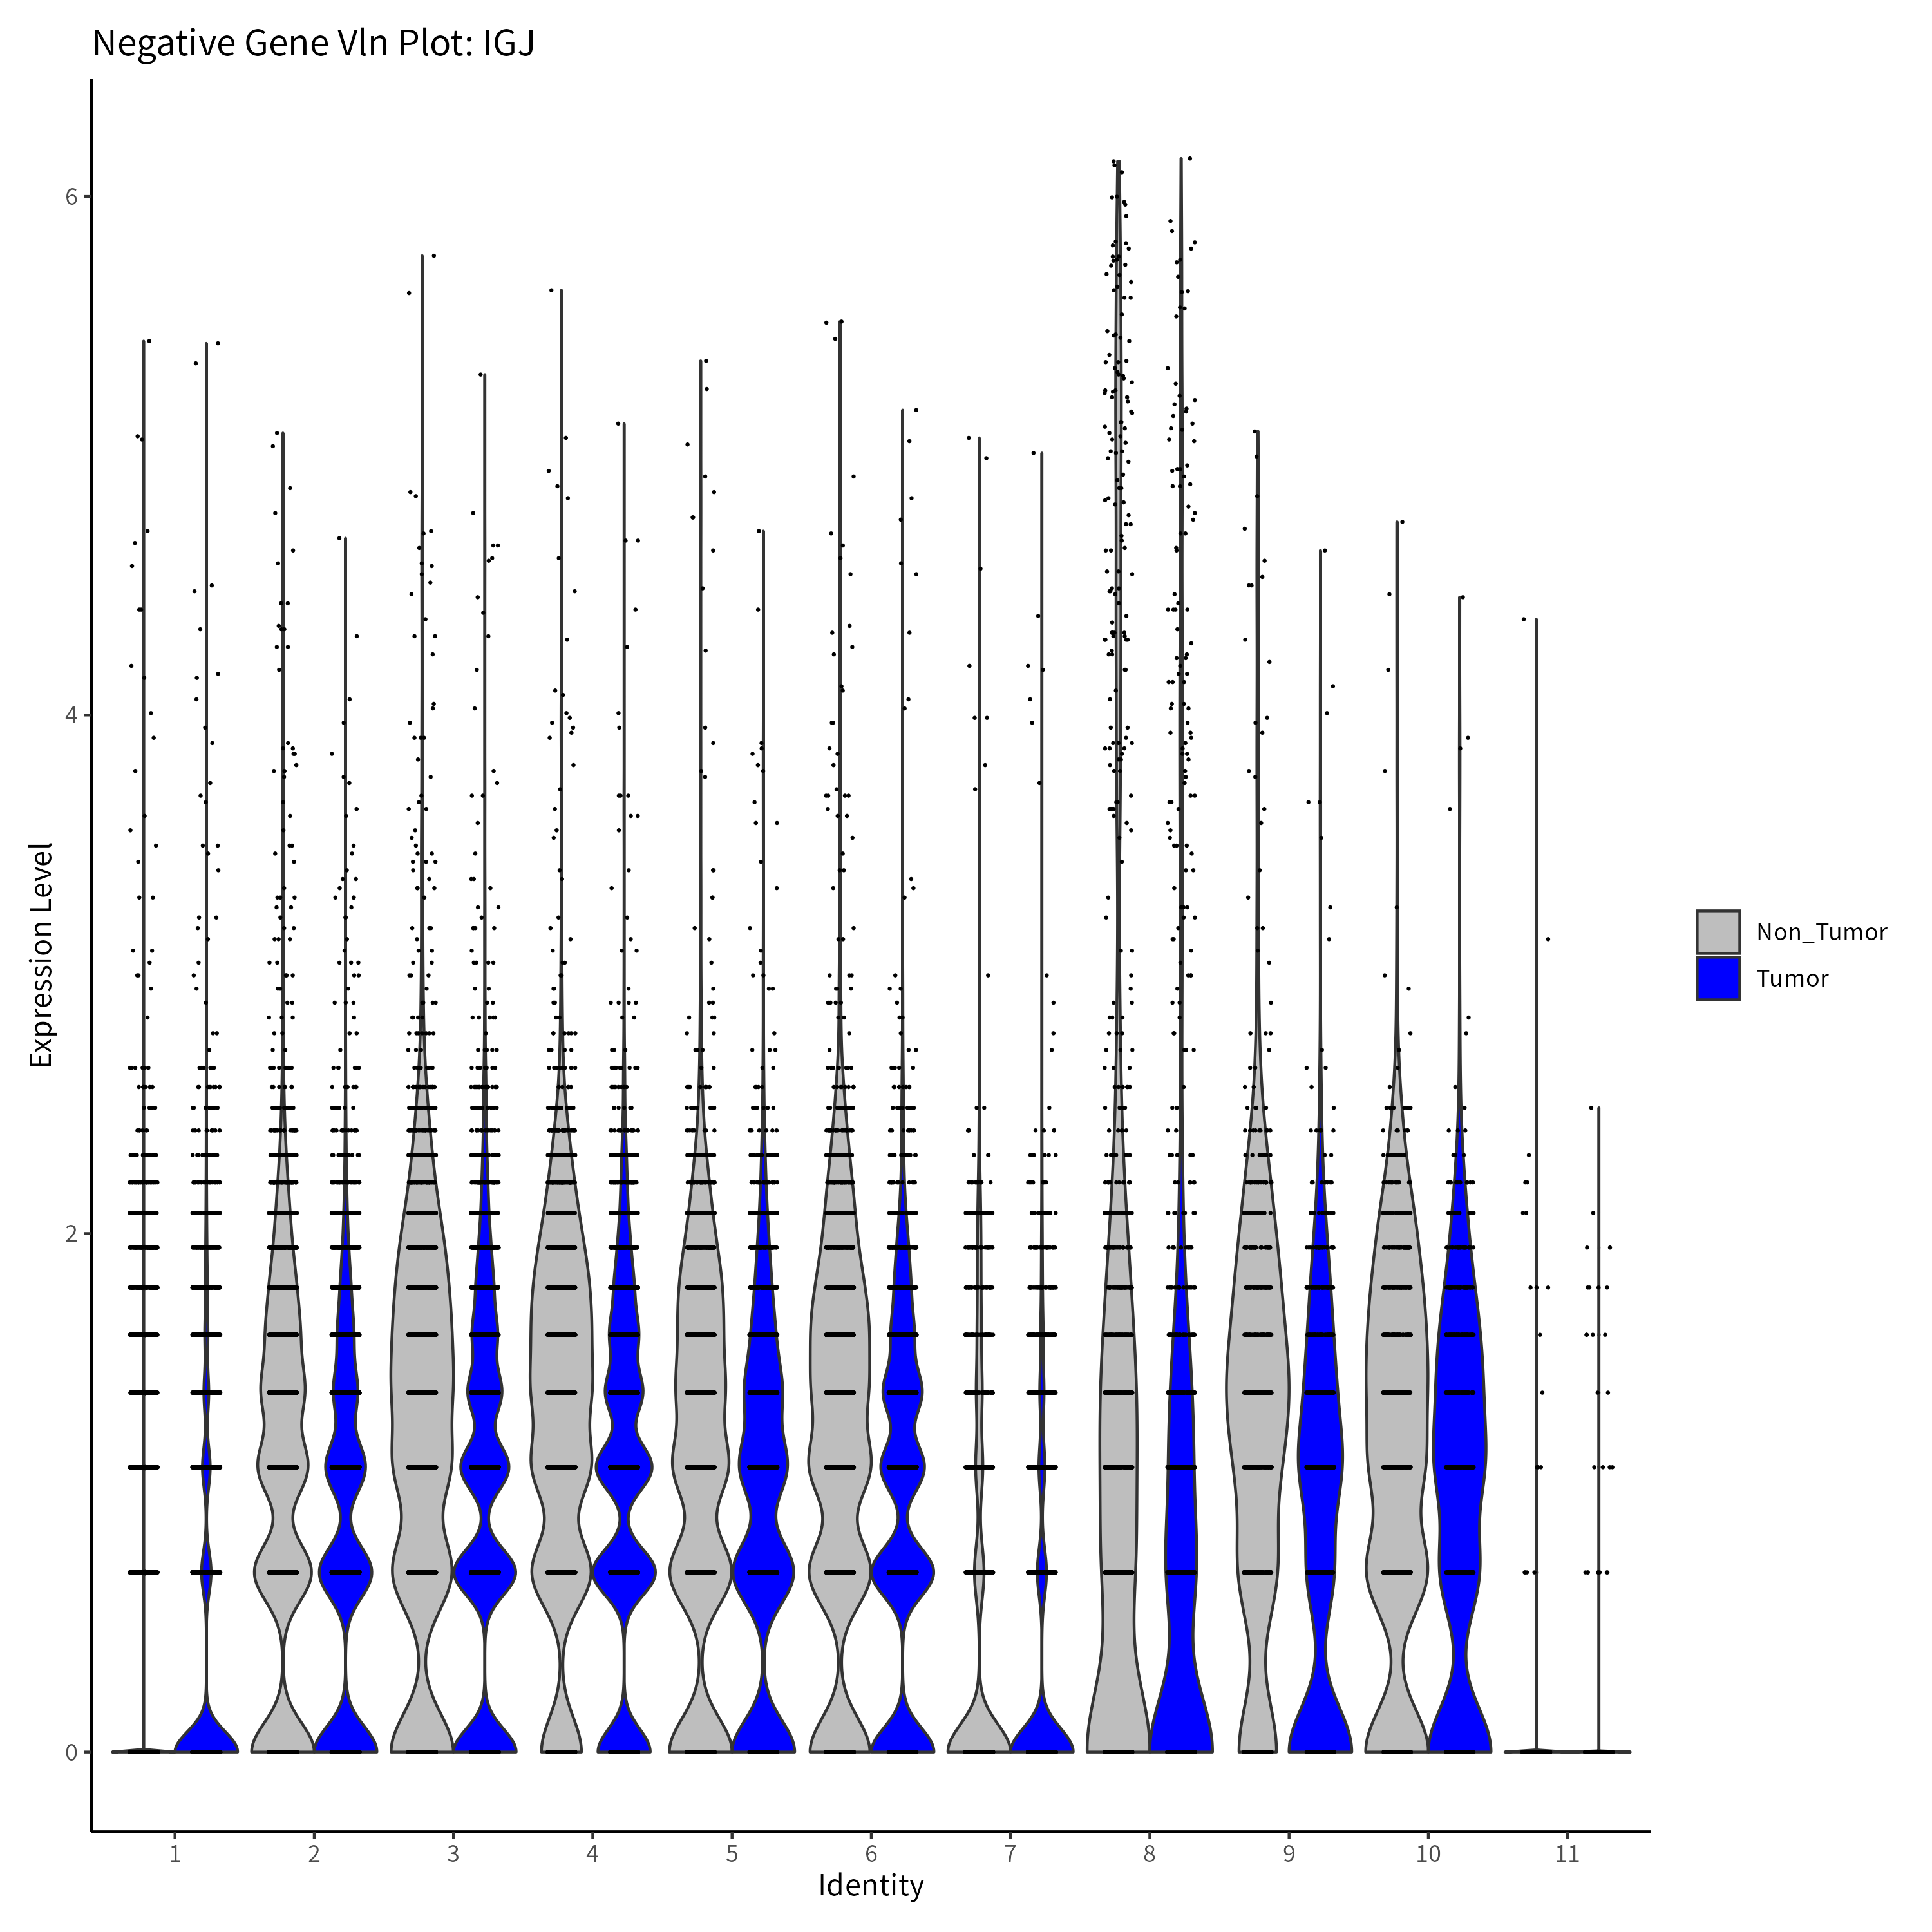 Negative Gene Vln Plot: IGJ
Expression Level
6
4
2
0
1 2 3 4 5 6 7 8 9 10 11
Identity
Non_Tumor
Tumor